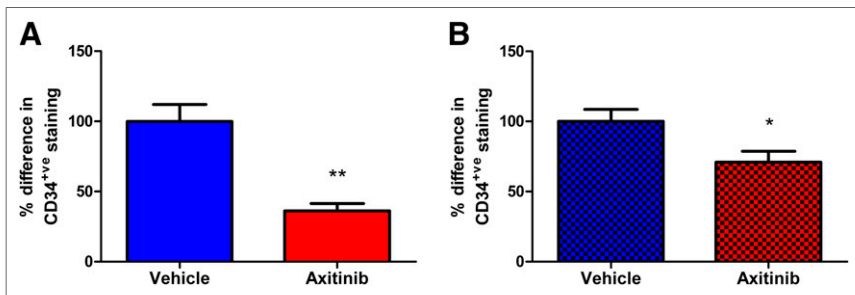 A
% difference in
CD34+ve staining
150
100
50
0
**
Vehicle
Axitinib
B
% difference in
CD34+ve staining
150
100
50
0
*
Vehicle
Axitinib